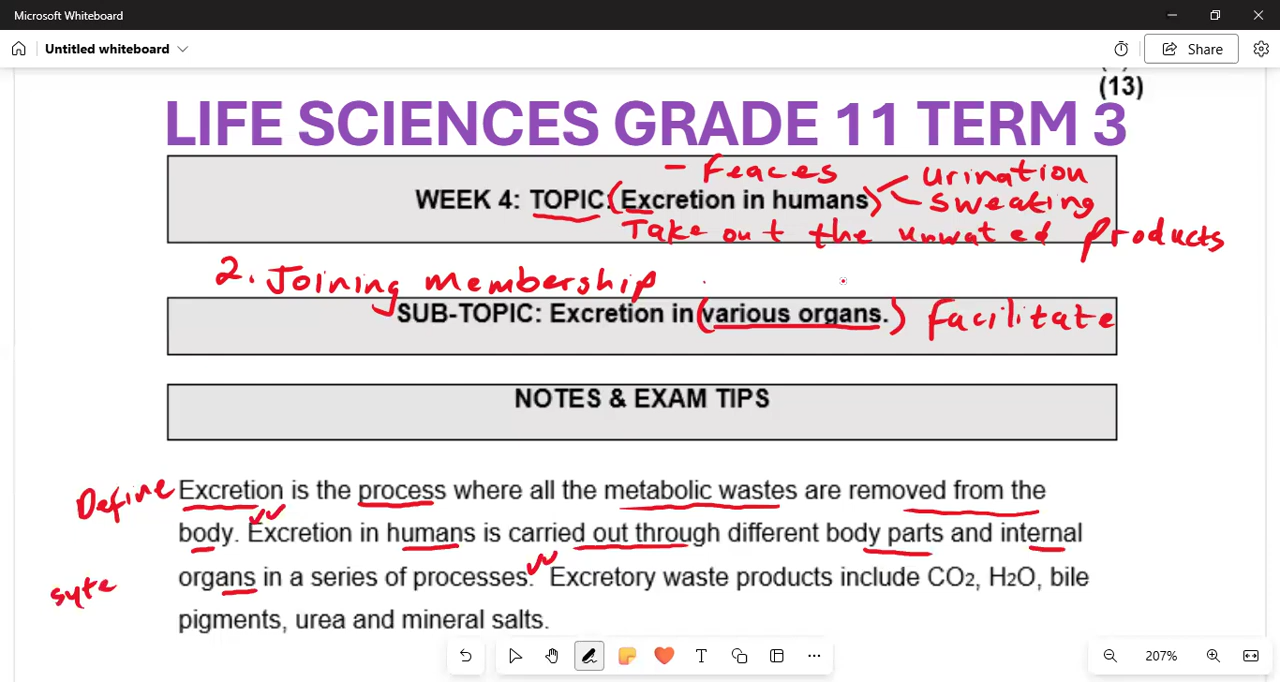 Microsoft Whiteboard
Untitled whiteboard
Share
(13)
LIFE SCIENCES GRADE 11 TERM 3
- Feaces
urination
WEEK 4: TOPIC: (Excretion in humans)
sweating
Take out the unwated products
2. Joining membership
SUB-TOPIC: Excretion in (various organs.) Facilitate
NOTES & EXAM TIPS
Define Excretion is the process where all the metabolic wastes are removed from the
body. Excretion in humans is carried out through different body parts and internal
organs in a series of processes. Excretory waste products include CO₂, H₂O, bile
syte
pigments, urea and mineral salts.
207%